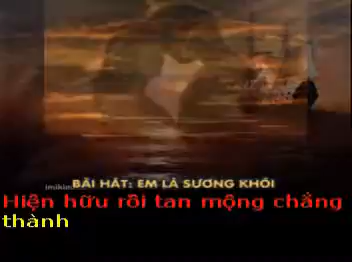 BÀI HÁT: EM LÀ SƯƠNG KHÓI
Hiện hữu rồi tan mộng chẳng
thành